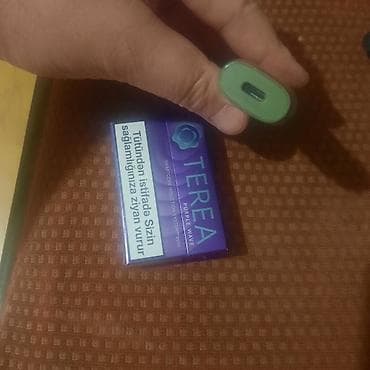 Tütündən istifadə Sizin
sağlamlığınıza ziyan vurur
TEREA
PURPLE WAVE